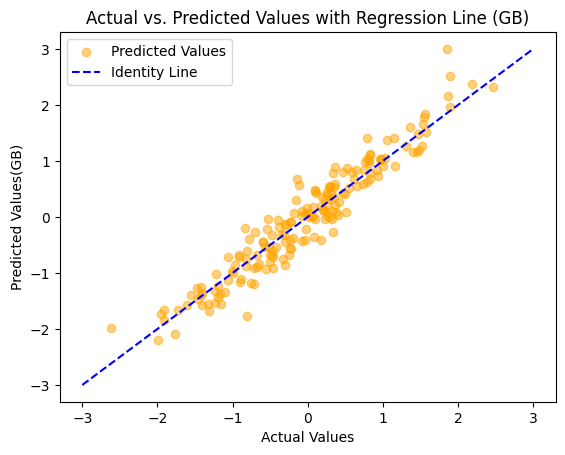 Actual vs. Predicted Values with Regression Line (GB)
Predicted Values
Identity Line
Predicted Values(GB)
3
2
1
0
−1
−2
−3
−3 −2 −1 0 1 2 3
Actual Values